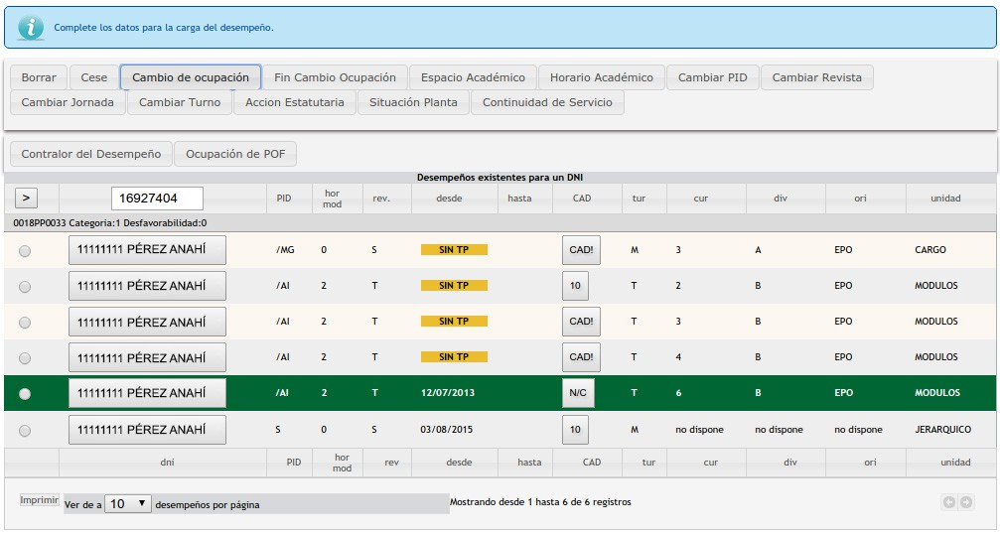 Complete los datos para la carga del desempeño.
Borrar Cese Cambio de ocupación Fin Cambio Ocupación Espacio Académico Horario Académico Cambiar PID Cambiar Revista
Cambiar Jornada Cambiar Turno Accion Estatutaria Situación Planta Continuidad de Servicio
Contralor del Desempeño Ocupación de POF
Desempeños existentes para un DNI
> 16927404 PID hor mod rev. desde hasta CAD tur cur div ori unidad
0018PP0033 Categoria:1 Desfavorabilidad:0
11111111 PÉREZ ANAHÍ /MG 0 S SIN TP CAD! M 3 A EPO CARGO
11111111 PÉREZ ANAHÍ /AI 2 T SIN TP 10 T 2 B EPO MODULOS
11111111 PÉREZ ANAHÍ /AI 2 T SIN TP CAD! T 3 B EPO MODULOS
11111111 PÉREZ ANAHÍ /AI 2 T SIN TP CAD! T 4 B EPO MODULOS
11111111 PÉREZ ANAHÍ /AI 2 T 12/07/2013 N/C T 6 B EPO MODULOS
11111111 PÉREZ ANAHÍ S 0 S 03/08/2015 10 M no dispone no dispone no dispone JERARQUICO
dni PID hor mod rev desde hasta CAD tur cur div ori unidad
Imprimir Ver de a 10 desempeños por página Mostrando desde 1 hasta 6 de 6 registros